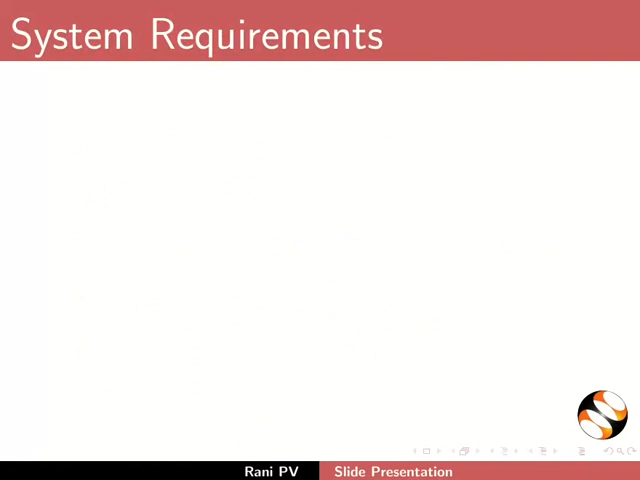 System Requirements
Rani PV
Slide Presentation